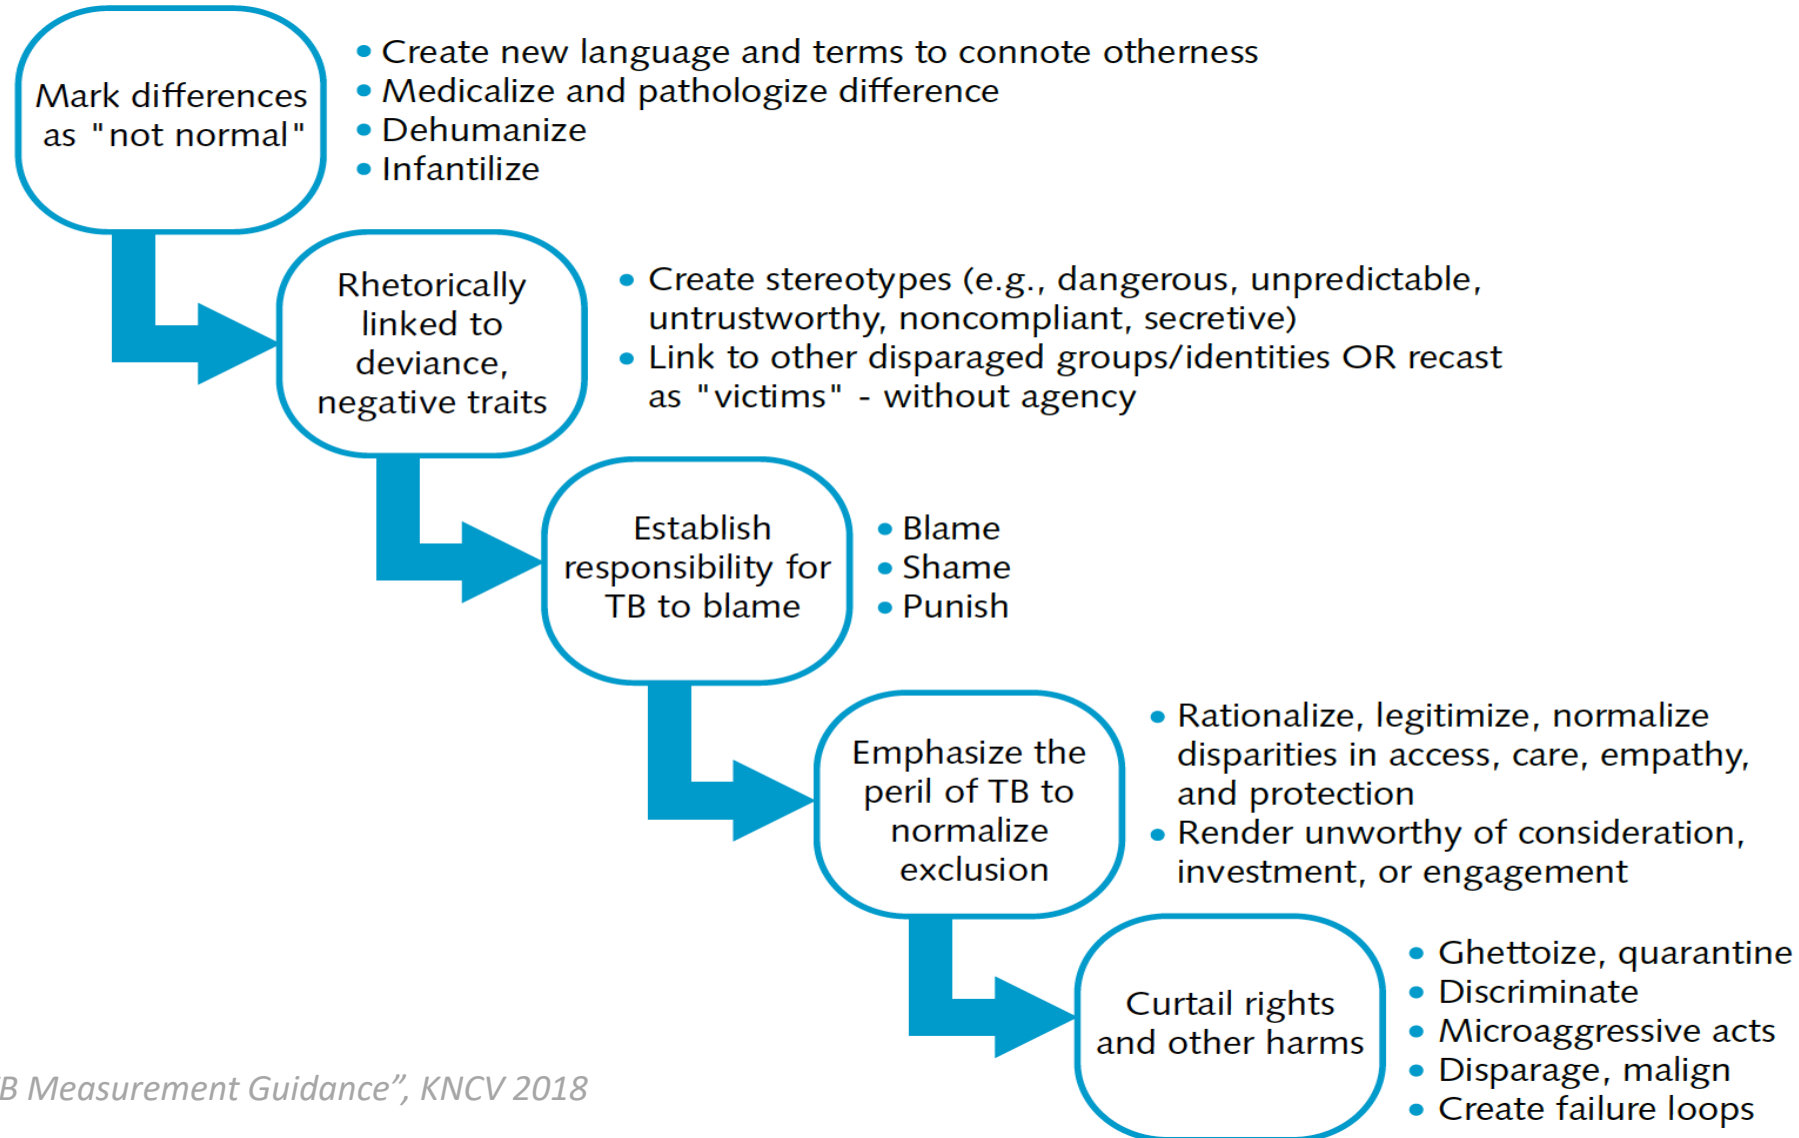 Mark differences
as "not normal"
• Create new language and terms to connote otherness
• Medicalize and pathologize difference
• Dehumanize
• Infantilize
Rhetorically
linked to
deviance,
negative traits
• Create stereotypes (e.g., dangerous, unpredictable,
untrustworthy, noncompliant, secretive)
• Link to other disparaged groups/identities OR recast
as "victims" - without agency
Establish
responsibility for
TB to blame
• Blame
• Shame
• Punish
Emphasize the
peril of TB to
normalize
exclusion
• Rationalize, legitimize, normalize
disparities in access, care, empathy,
and protection
• Render unworthy of consideration,
investment, or engagement
Curtail rights
and other harms
• Ghettoize, quarantine
• Discriminate
• Microaggressive acts
• Disparage, malign
• Create failure loops
B Measurement Guidance”, KNCV 2018